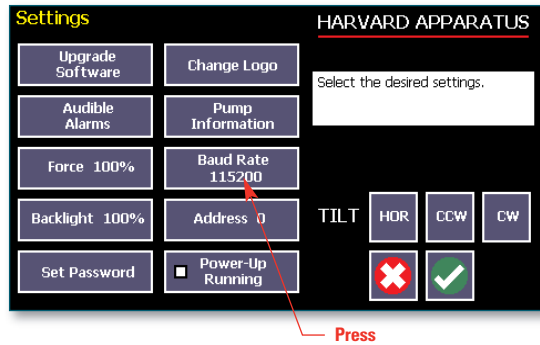 Settings
HARVARD APPARATUS
Upgrade
Software
Change Logo
Select the desired settings.
Audible
Alarms
Pump
Information
Force 100%
Baud Rate
115200
Backlight 100%
Address 0
TILT
HOR
CCW
CW
Set Password
Power-Up
Running
Press